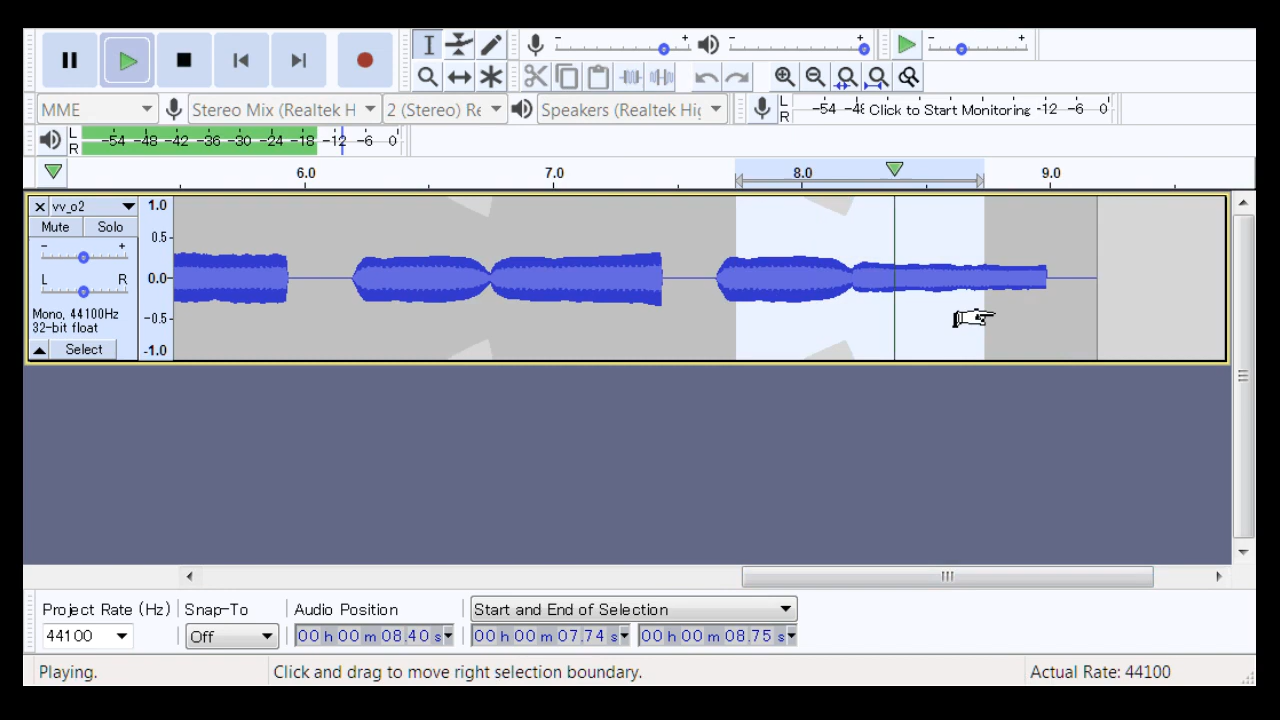 MME
Stereo Mix (Realtek H
2 (Stereo) Re
Speakers (Realtek Hig
L
R
-54 -48 Click to Start Monitoring -12 -6 0
L
R
-54 -48 -42 -36 -30 -24 -18 -12 -6 0
6.0 7.0 8.0 9.0
vv_o2
Mute Solo
- +
L R
Mono, 44100Hz
32-bit float
Select
1.0
0.5
0.0
-0.5
-1.0
Project Rate (Hz) Snap-To Audio Position Start and End of Selection
44100 Off 00 h 00 m 08.40 s 00 h 00 m 07.74 s 00 h 00 m 08.75 s
Playing. Click and drag to move right selection boundary. Actual Rate: 44100